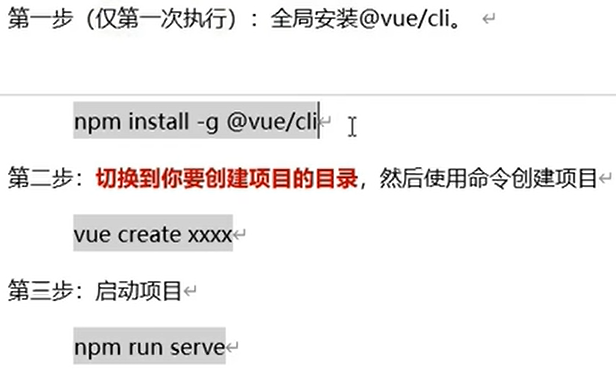 第一步（仅第一次执行）：全局安装@vue/cli。
npm install -g @vue/cli
第二步：切换到你要创建项目的目录，然后使用命令创建项目
vue create xxxx
第三步：启动项目
npm run serve